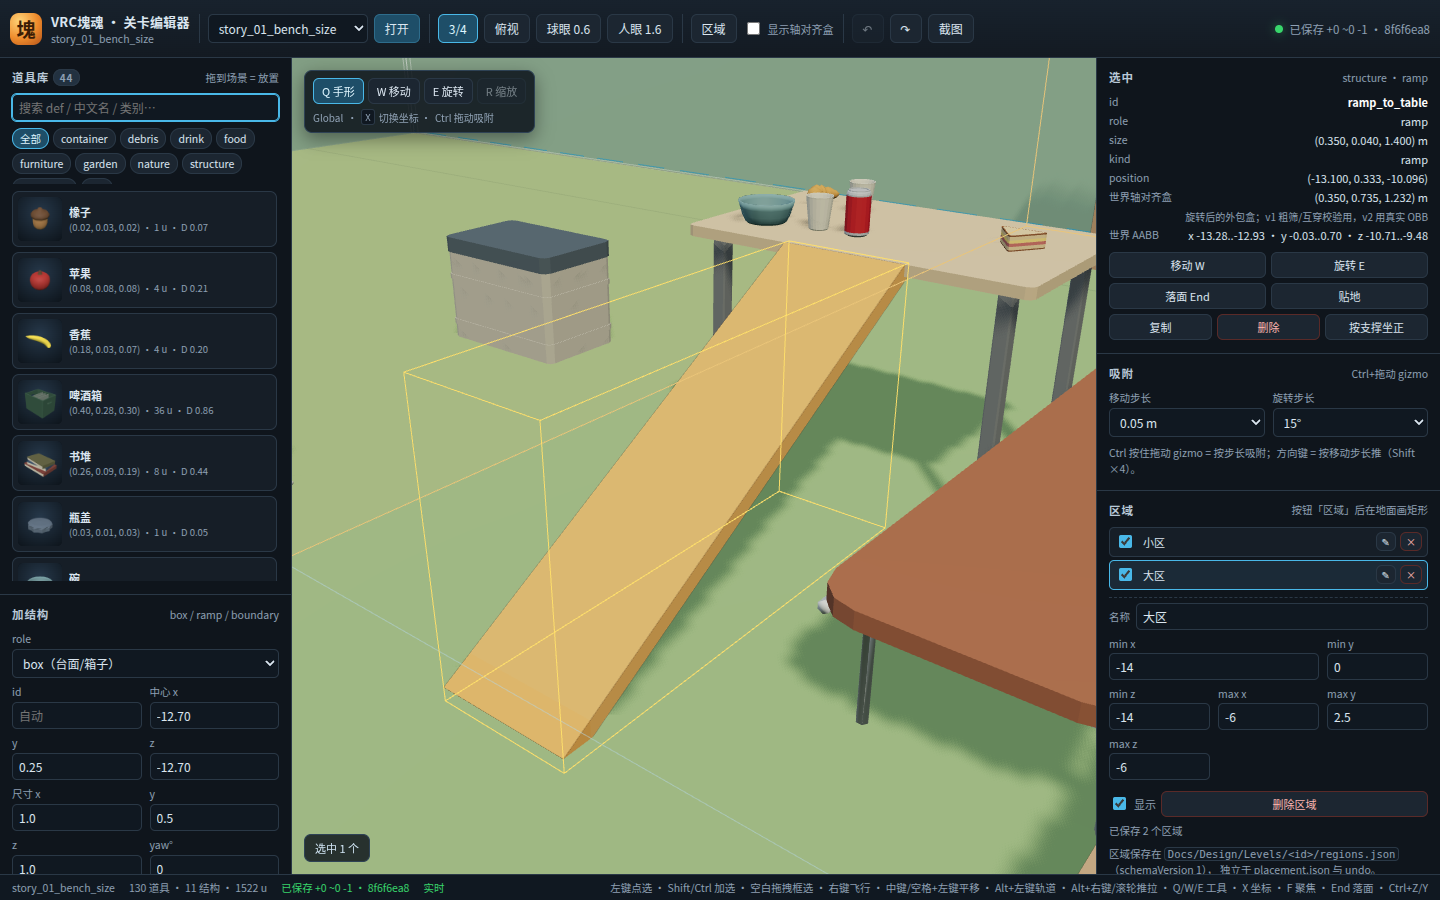 塊
VRC塊魂 · 关卡编辑器
story_01_bench_size
story_01_bench_size
打开
3/4
俯视
球眼 0.6
人眼 1.6
区域
显示轴对齐盒
↶
↷
截图
已保存 +0 ~0 -1 · 8f6f6ea8
道具库 44
拖到场景 = 放置
搜索 def / 中文名 / 类别…
全部
container
debris
drink
food
furniture
garden
nature
structure
橡子
(0.02, 0.03, 0.02) · 1 u · D 0.07
苹果
(0.08, 0.08, 0.08) · 4 u · D 0.21
香蕉
(0.18, 0.03, 0.07) · 4 u · D 0.20
啤酒箱
(0.40, 0.28, 0.30) · 36 u · D 0.86
书堆
(0.26, 0.09, 0.19) · 8 u · D 0.44
瓶盖
(0.03, 0.01, 0.03) · 1 u · D 0.05
碗
加结构
box / ramp / boundary
role
box（台面/箱子）
id
中心 x
自动
-12.70
y
z
0.25
-12.70
尺寸 x
y
1.0
0.5
z
yaw°
1.0
0
Q 手形
W 移动
E 旋转
R 缩放
Global · X 切换坐标 · Ctrl 拖动吸附
选中 1 个
选中
structure · ramp
id
ramp_to_table
role
ramp
size
(0.350, 0.040, 1.400) m
kind
ramp
position
(-13.100, 0.333, -10.096)
世界轴对齐盒
(0.350, 0.735, 1.232) m
旋转后的外包盒；v1 粗筛/互穿校验用，v2 用真实 OBB
世界 AABB
x -13.28..-12.93 · y -0.03..0.70 · z -10.71..-9.48
移动 W
旋转 E
落面 End
贴地
复制
删除
按支撑坐正
吸附
Ctrl+拖动 gizmo
移动步长
旋转步长
0.05 m
15°
Ctrl 按住拖动 gizmo = 按步长吸附；方向键 = 按移动步长推（Shift
×4）。
区域
按钮「区域」后在地面画矩形
小区
✎
×
大区
✎
×
名称
大区
min x
min y
-14
0
min z
max x
max y
-14
-6
2.5
max z
-6
显示
删除区域
已保存 2 个区域
区域保存在 Docs/Design/Levels/<id>/regions.json
（schemaVersion 1），独立于 placement.json 与 undo。
story_01_bench_size
130 道具 · 11 结构 · 1522 u
已保存 +0 ~0 -1 · 8f6f6ea8
实时
左键点选 · Shift/Ctrl 加选 · 空白拖拽框选 · 右键飞行 · 中键/空格+左键平移 · Alt+左键轨道 · Alt+右键/滚轮推拉 · Q/W/E 工具 · X 坐标 · F 聚焦 · End 落面 · Ctrl+Z/Y